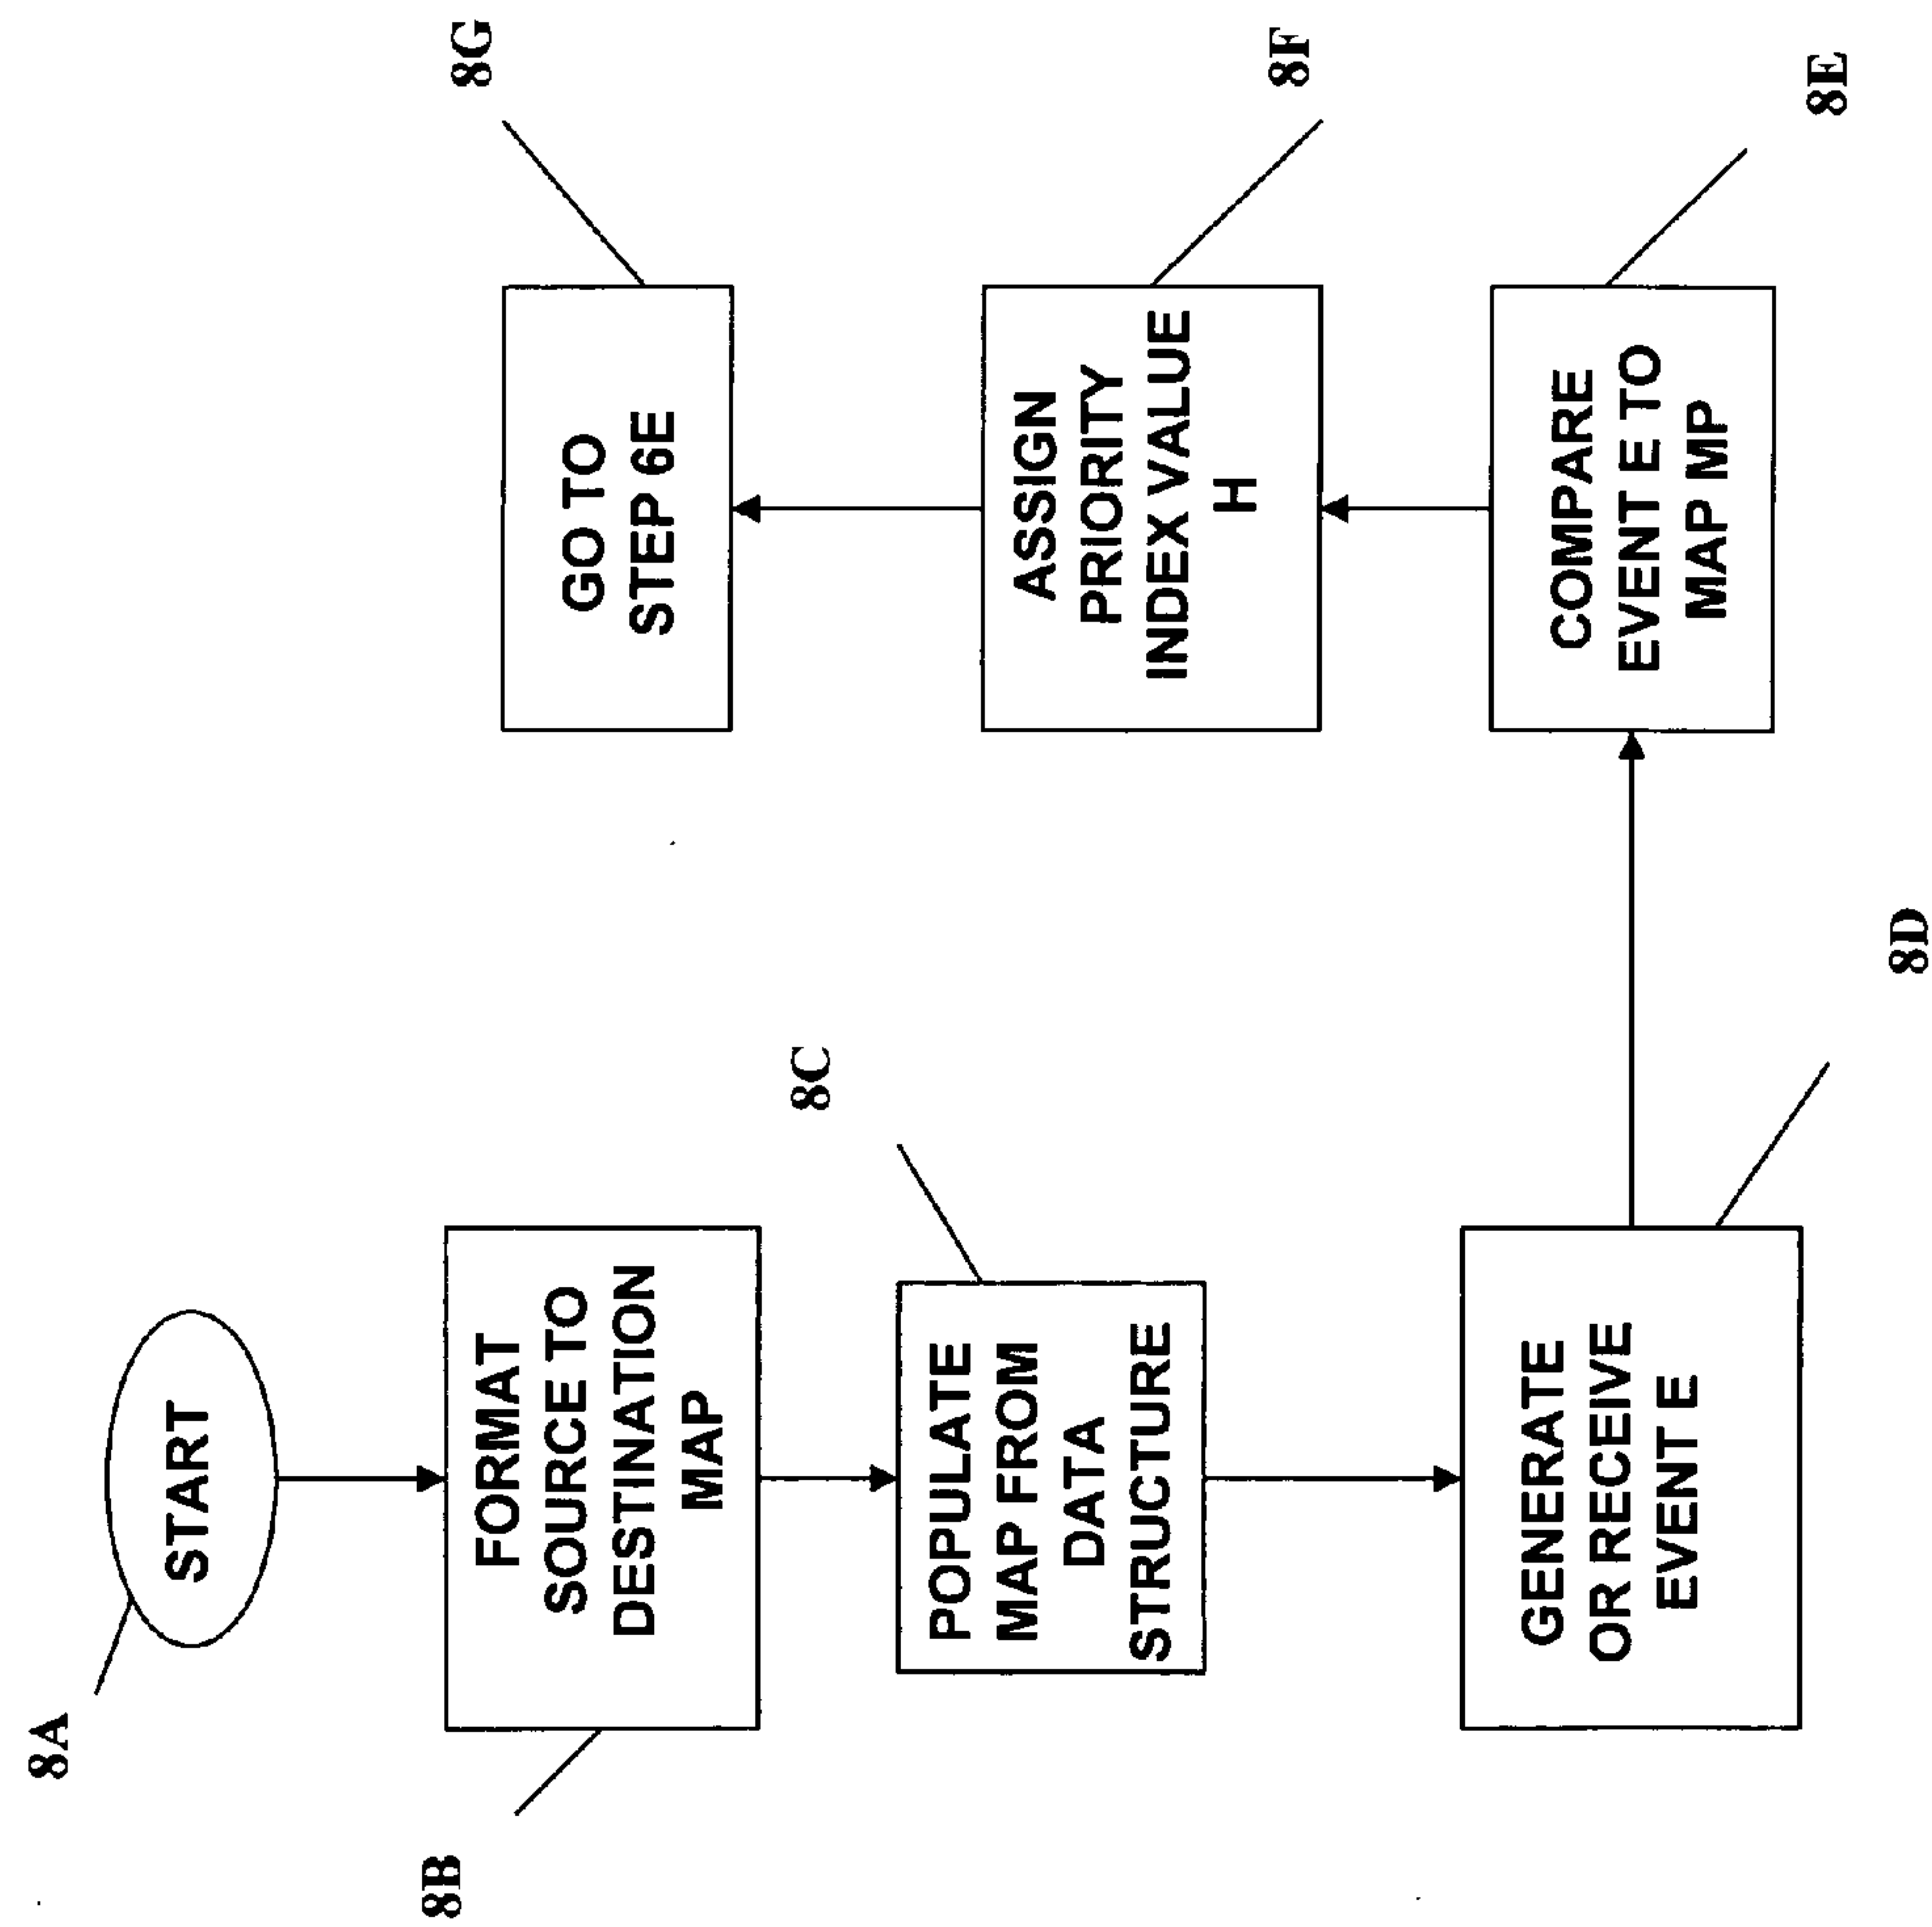 8A
START
8B
FORMAT
SOURCE TO
DESTINATION
MAP
8C
POPULATE
MAP FROM
DATA
STRUCTURE
8D
GENERATE
OR RECEIVE
EVENT E
8E
COMPARE
EVENT E TO
MAP MP
8F
ASSIGN
PRIORITY
INDEX VALUE
H
8G
GO TO
STEP 6E